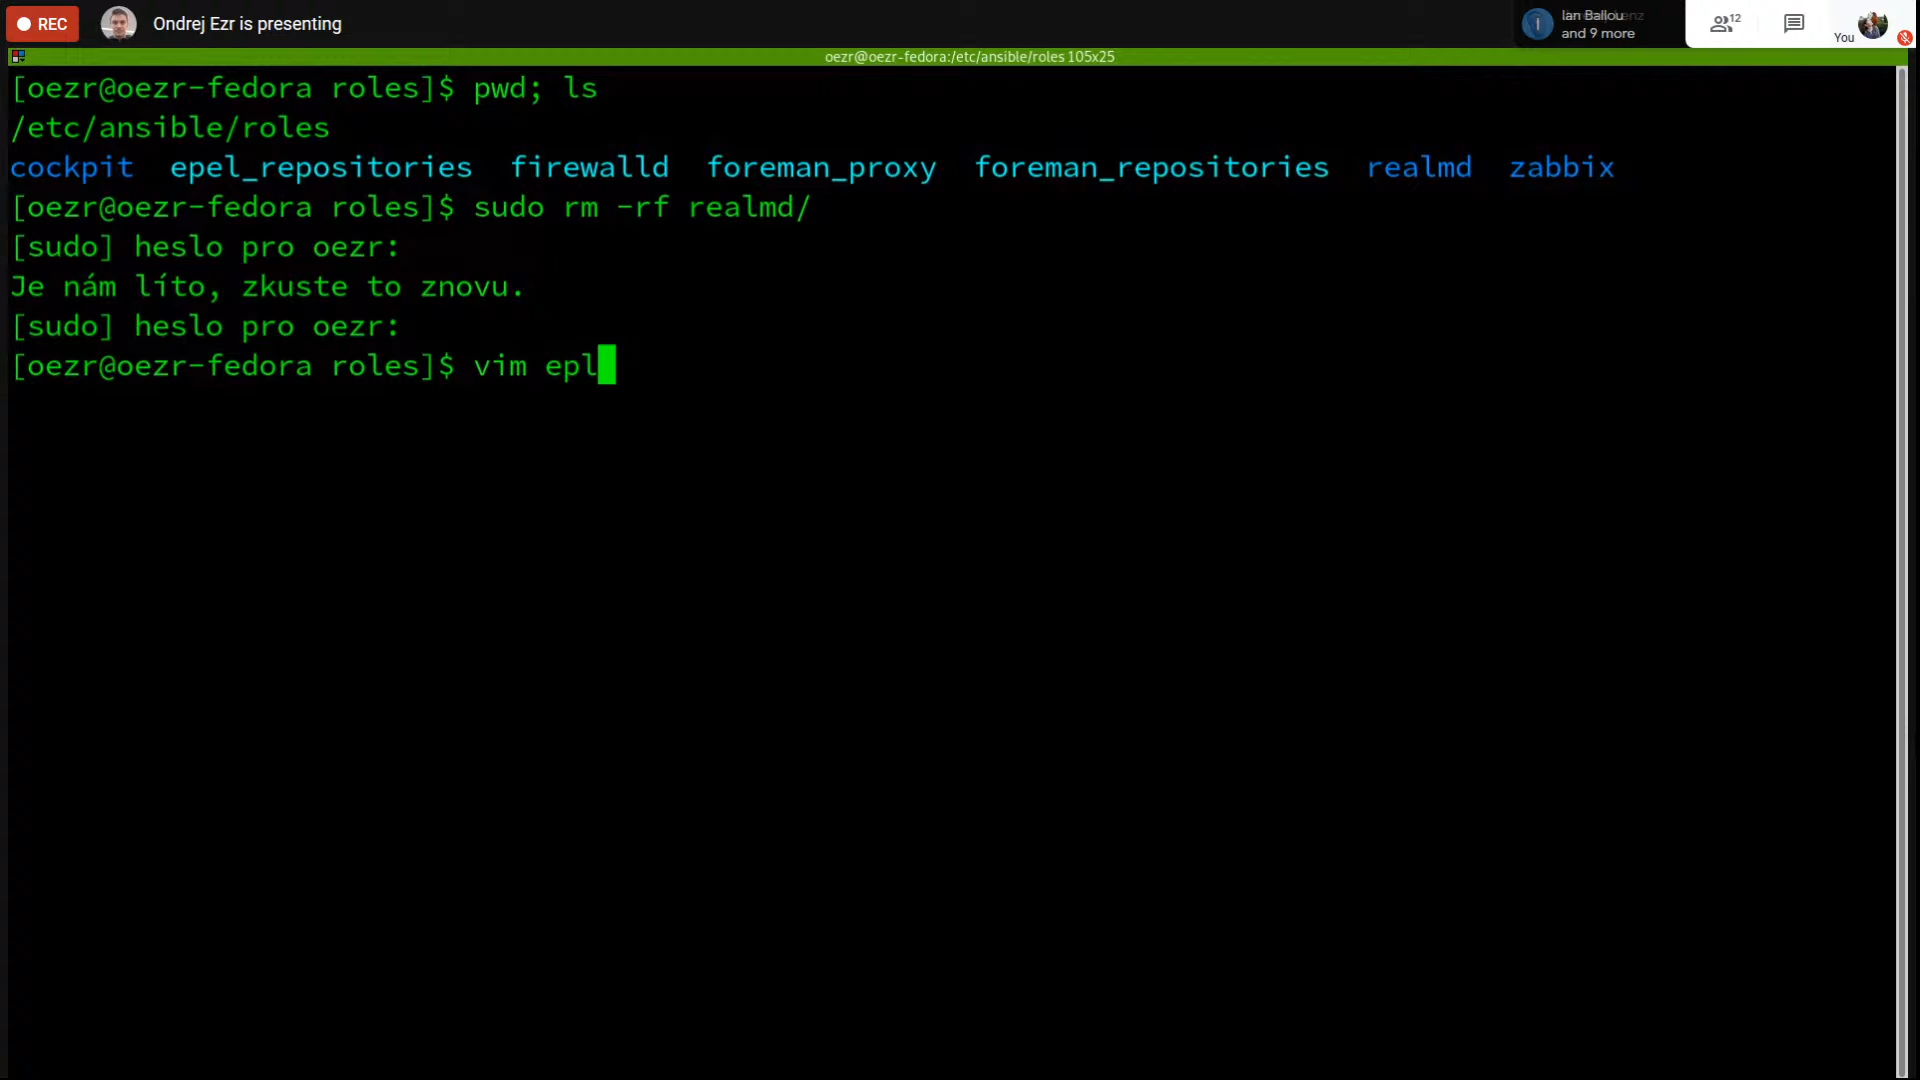 REC
Ondrej Ezr is presenting
Ian Ballou
and 9 more
12
You
oezr@oezr-fedora:/etc/ansible/roles 105x25
[oezr@oezr-fedora roles]$ pwd; ls
/etc/ansible/roles
cockpit epel_repositories firewalld foreman_proxy foreman_repositories realmd zabbix
[oezr@oezr-fedora roles]$ sudo rm -rf realmd/
[sudo] heslo pro oezr:
Je nám líto, zkuste to znovu.
[sudo] heslo pro oezr:
[oezr@oezr-fedora roles]$ vim epl